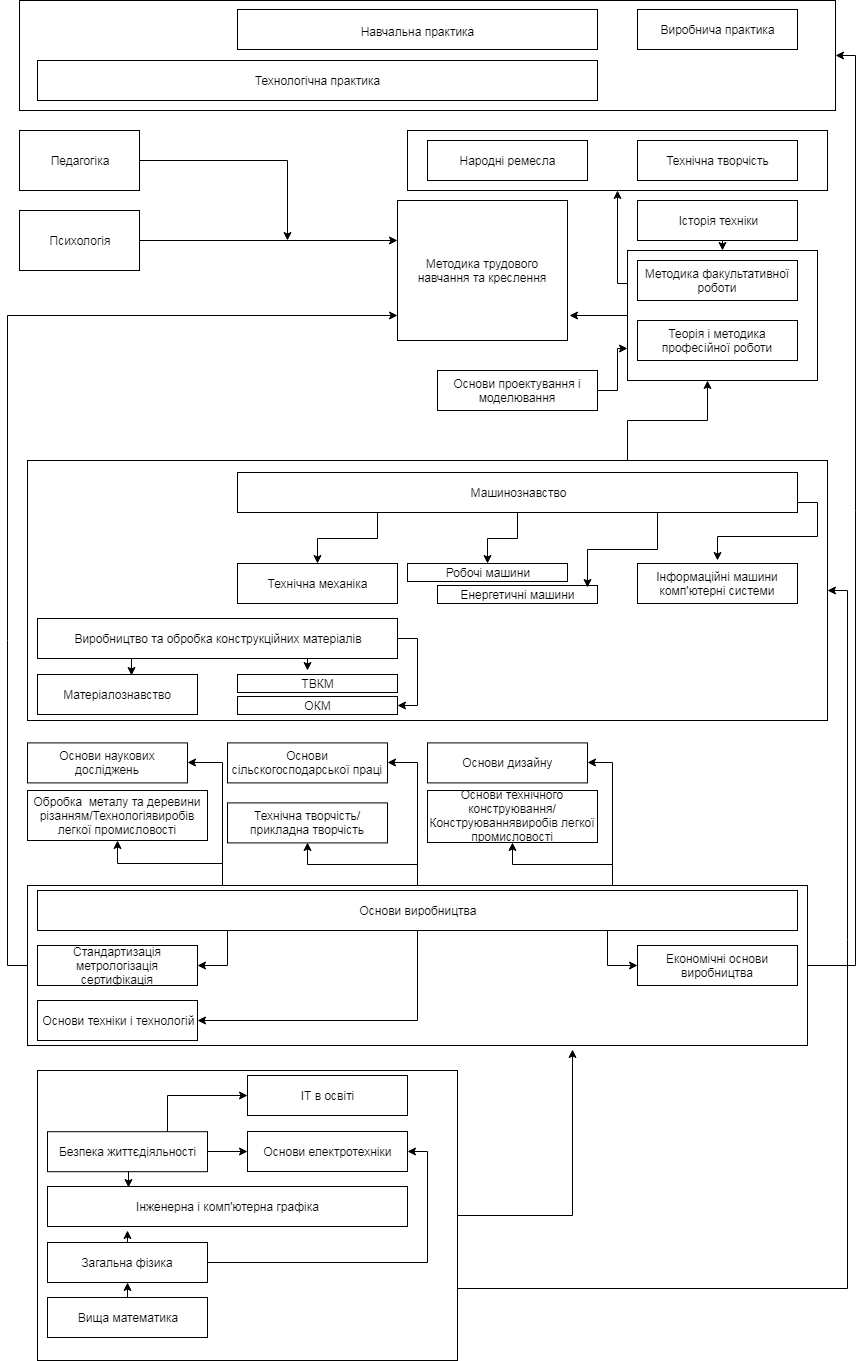 Навчальна практика
Виробнича практика
Технологічна практика
Педагогіка
Народні ремесла
Технічна творчість
Психологія
Методика трудового
навчання та креслення
Історія техніки
Методика факультативної
роботи
Теорія і методика
професійної роботи
Основи проектування і
моделювання
Машинознавство
Технічна механіка
Робочі машини
Енергетичні машини
Інформаційні машини
комп'ютерні системи
Виробництво та обробка конструкційних матеріалів
Матеріалознавство
ТВКМ
ОКМ
Основи наукових
досліджень
Основи
сільскогосподарської праці
Основи дизайну
Обробка металу та деревини
різанням/Технологіявиробів
легкої промисловості
Технічна творчість/
прикладна творчість
Основи технічного
конструювання/
Конструюваннявиробів легкої
промисловості
Основи виробництва
Стандартизація
метрологізація
сертифікація
Економічні основи
виробництва
Основи техніки і технологій
ІТ в освіті
Безпека життєдіяльності
Основи електротехніки
Інженерна і комп'ютерна графіка
Загальна фізика
Вища математика